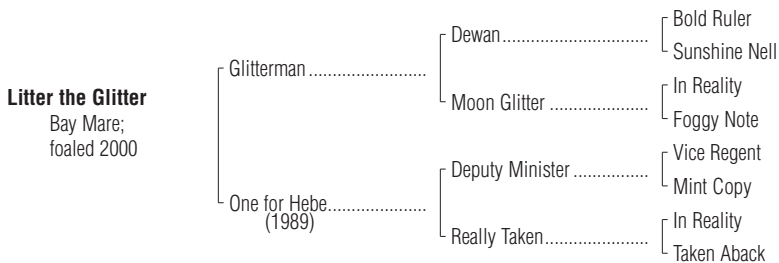 Litter the Glitter
Bay Mare;
foaled 2000
Glitterman
One for Hebe
(1989)
Dewan
Moon Glitter
Deputy Minister
Really Taken
Bold Ruler
Sunshine Nell
In Reality
Foggy Note
Vice Regent
Mint Copy
In Reality
Taken Aback